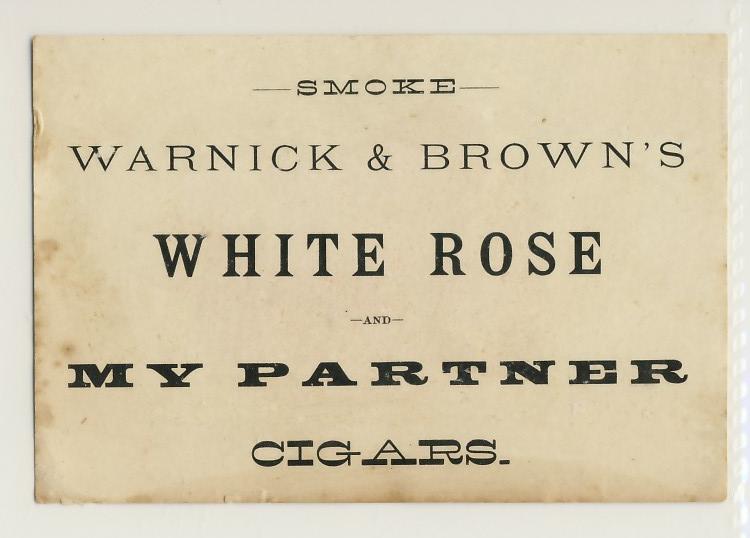 —SMOKE—
WARNICK & BROWN'S
WHITE ROSE
—AND—
MY PARTNER
CIGARS.